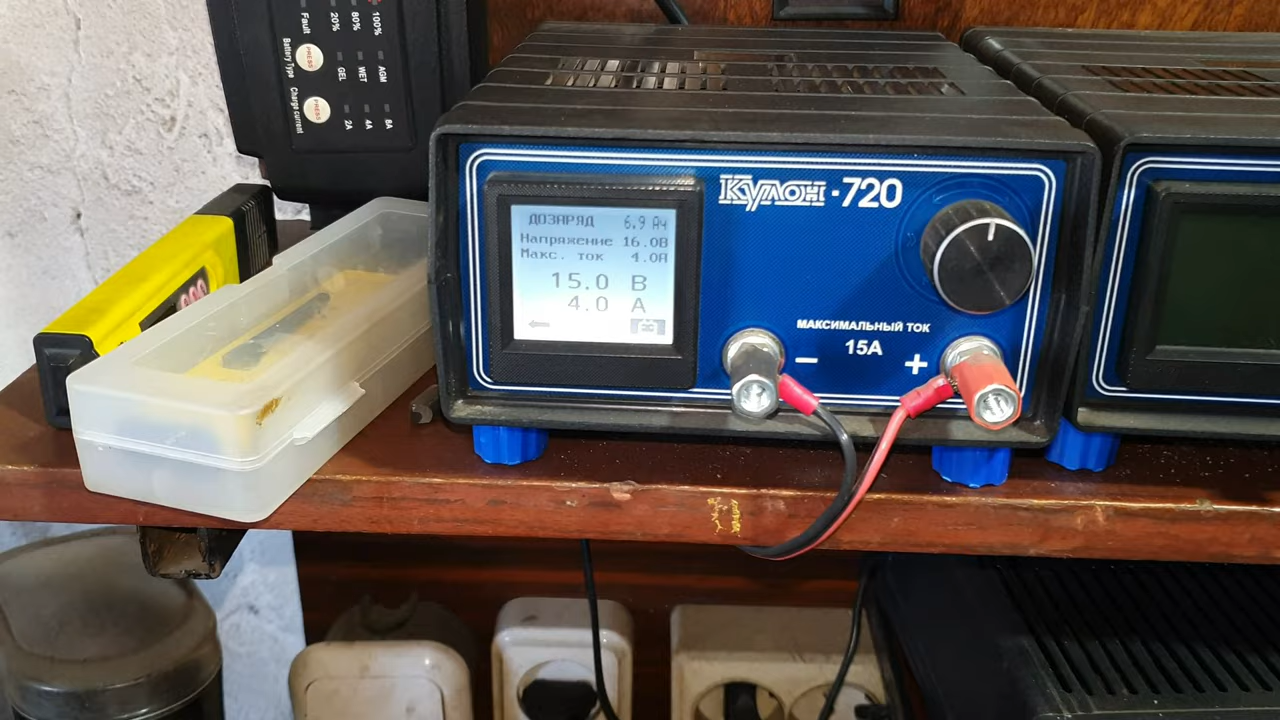 Fault 20% 80% 100%
PRESS
Battery Type GEL WET AGM
PRESS
Charge current 2A 4A 8A
КУЛОН-720
ДОЗАРЯД 6.9 Ач
Напряжение 16.0В
Макс. ток 4.0А
15.0 В
4.0 А
МАКСИМАЛЬНЫЙ ТОК
15А
− +